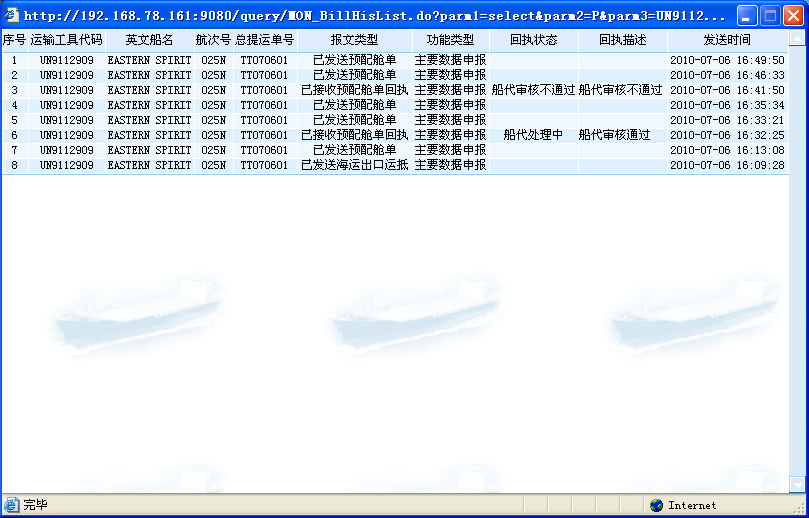 http://192.168.78.161:9080/query/MON_BillHisList.do?parm1=select&parm2=P&parm3=UN9112...
序号 运输工具代码 英文船名 航次号 总提运单号 报文类型 功能类型 回执状态 回执描述 发送时间
1 UN9112909 EASTERN SPIRIT 025N TT070601 已发送预配舱单 主要数据申报 2010-07-06 16:49:50
2 UN9112909 EASTERN SPIRIT 025N TT070601 已发送预配舱单 主要数据申报 2010-07-06 16:46:33
3 UN9112909 EASTERN SPIRIT 025N TT070601 已接收预配舱单回执 主要数据申报 船代审核不通过 船代审核不通过 2010-07-06 16:41:50
4 UN9112909 EASTERN SPIRIT 025N TT070601 已发送预配舱单 主要数据申报 2010-07-06 16:35:34
5 UN9112909 EASTERN SPIRIT 025N TT070601 已发送预配舱单 主要数据申报 2010-07-06 16:33:21
6 UN9112909 EASTERN SPIRIT 025N TT070601 已接收预配舱单回执 主要数据申报 船代处理中 船代审核通过 2010-07-06 16:32:25
7 UN9112909 EASTERN SPIRIT 025N TT070601 已发送预配舱单 主要数据申报 2010-07-06 16:13:08
8 UN9112909 EASTERN SPIRIT 025N TT070601 已发送海运出口运抵 主要数据申报 2010-07-06 16:09:28
完毕 Internet